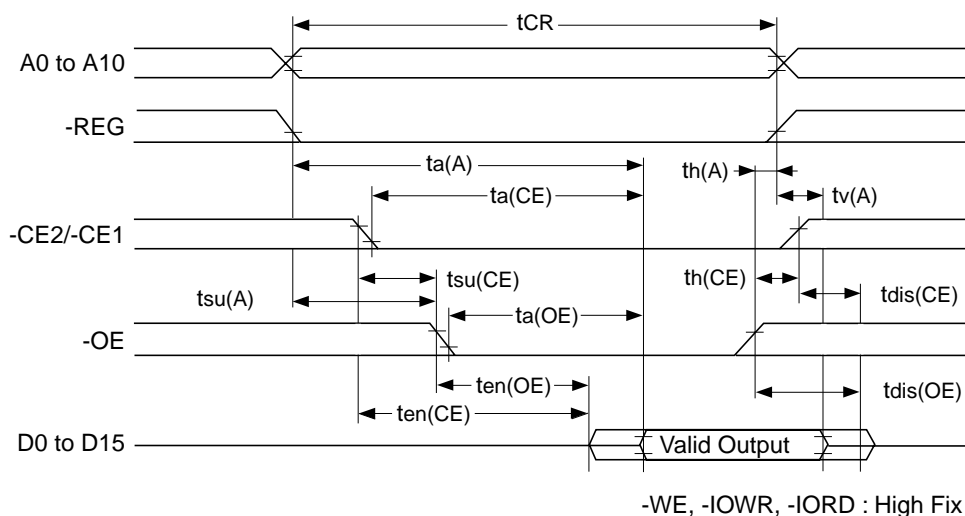 tCR
A0 to A10
-REG
ta(A)
th(A)
ta(CE)
tv(A)
-CE2/-CE1
tsu(CE)
th(CE)
tsu(A)
tdis(CE)
ta(OE)
-OE
ten(OE)
tdis(OE)
ten(CE)
D0 to D15
Valid Output
-WE, -IOWR, -IORD : High Fix